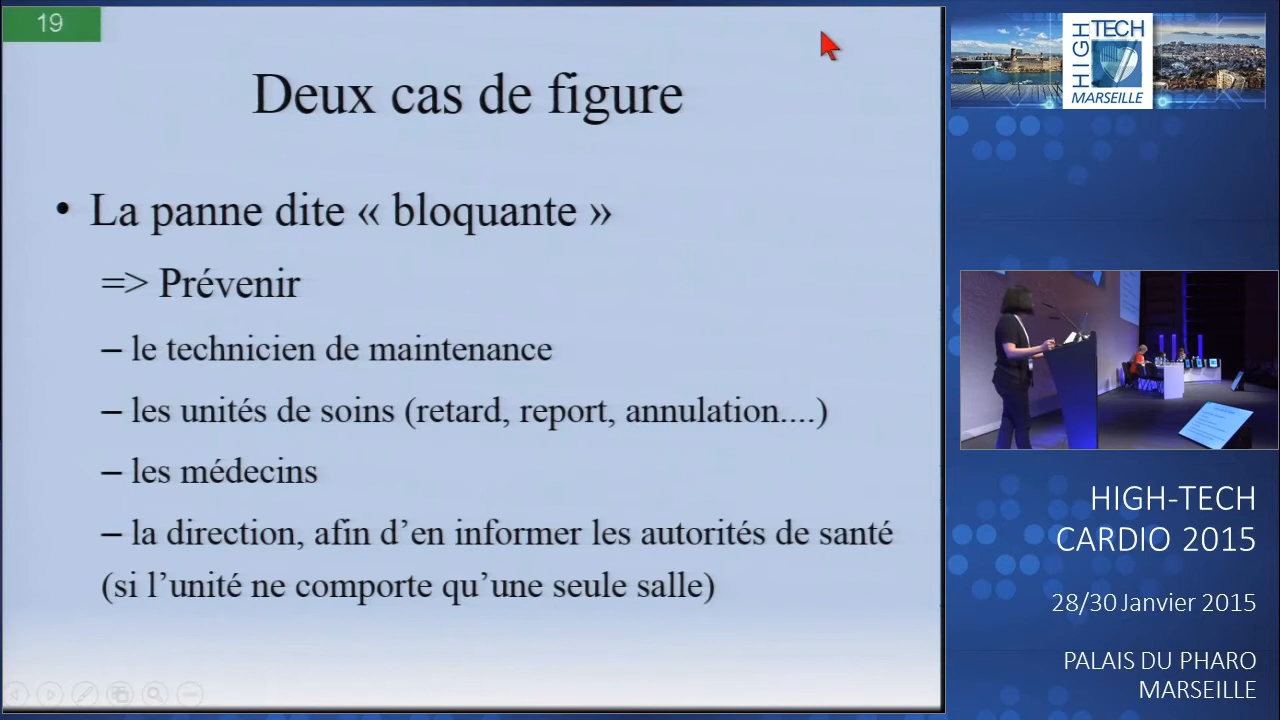 19
Deux cas de figure
• La panne dite « bloquante »
=> Prévenir
– le technicien de maintenance
– les unités de soins (retard, report, annulation....)
– les médecins
– la direction, afin d’en informer les autorités de santé
(si l’unité ne comporte qu’une seule salle)
HIGH
TECH
MARSEILLE
HIGH-TECH
CARDIO 2015
28/30 Janvier 2015
PALAIS DU PHARO
MARSEILLE